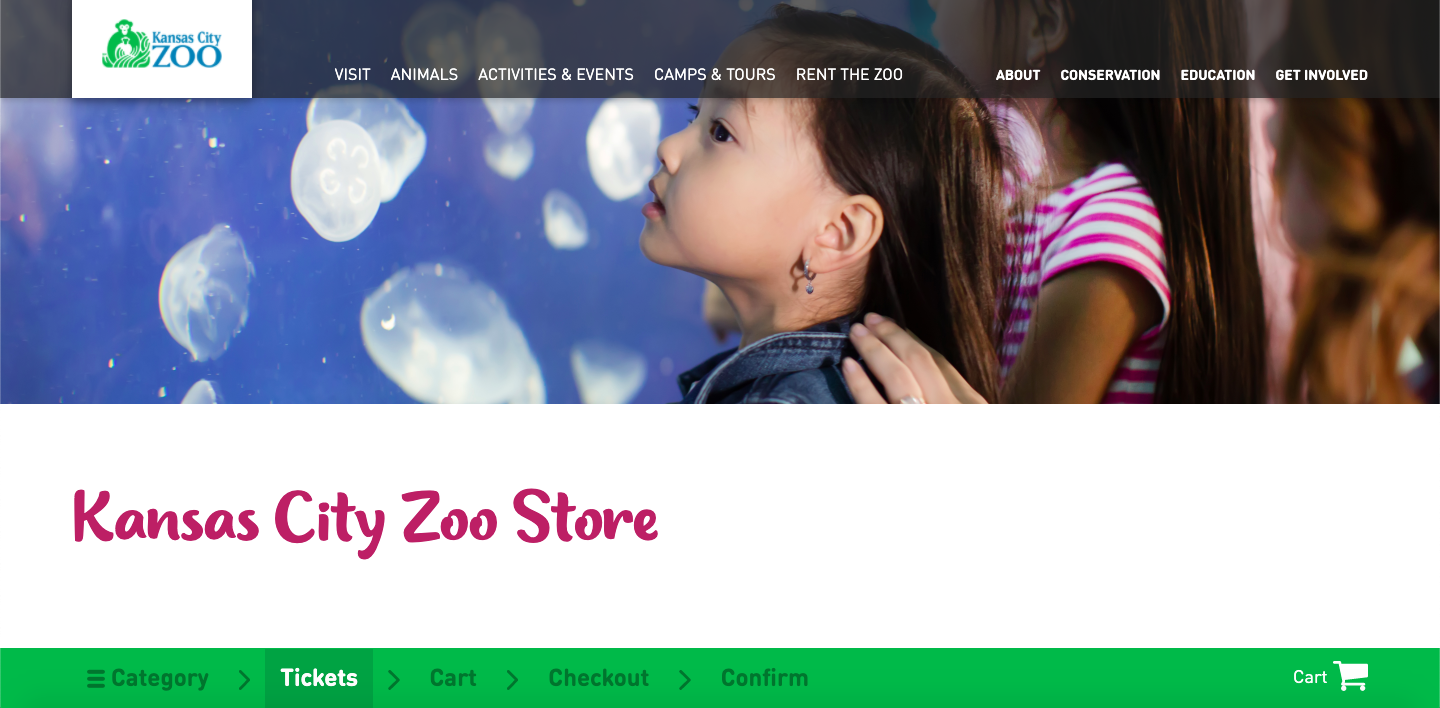 Kansas City
ZOO
VISIT ANIMALS ACTIVITIES & EVENTS CAMPS & TOURS RENT THE ZOO ABOUT CONSERVATION EDUCATION GET INVOLVED
Kansas City Zoo Store
Category Tickets Cart Checkout Confirm Cart